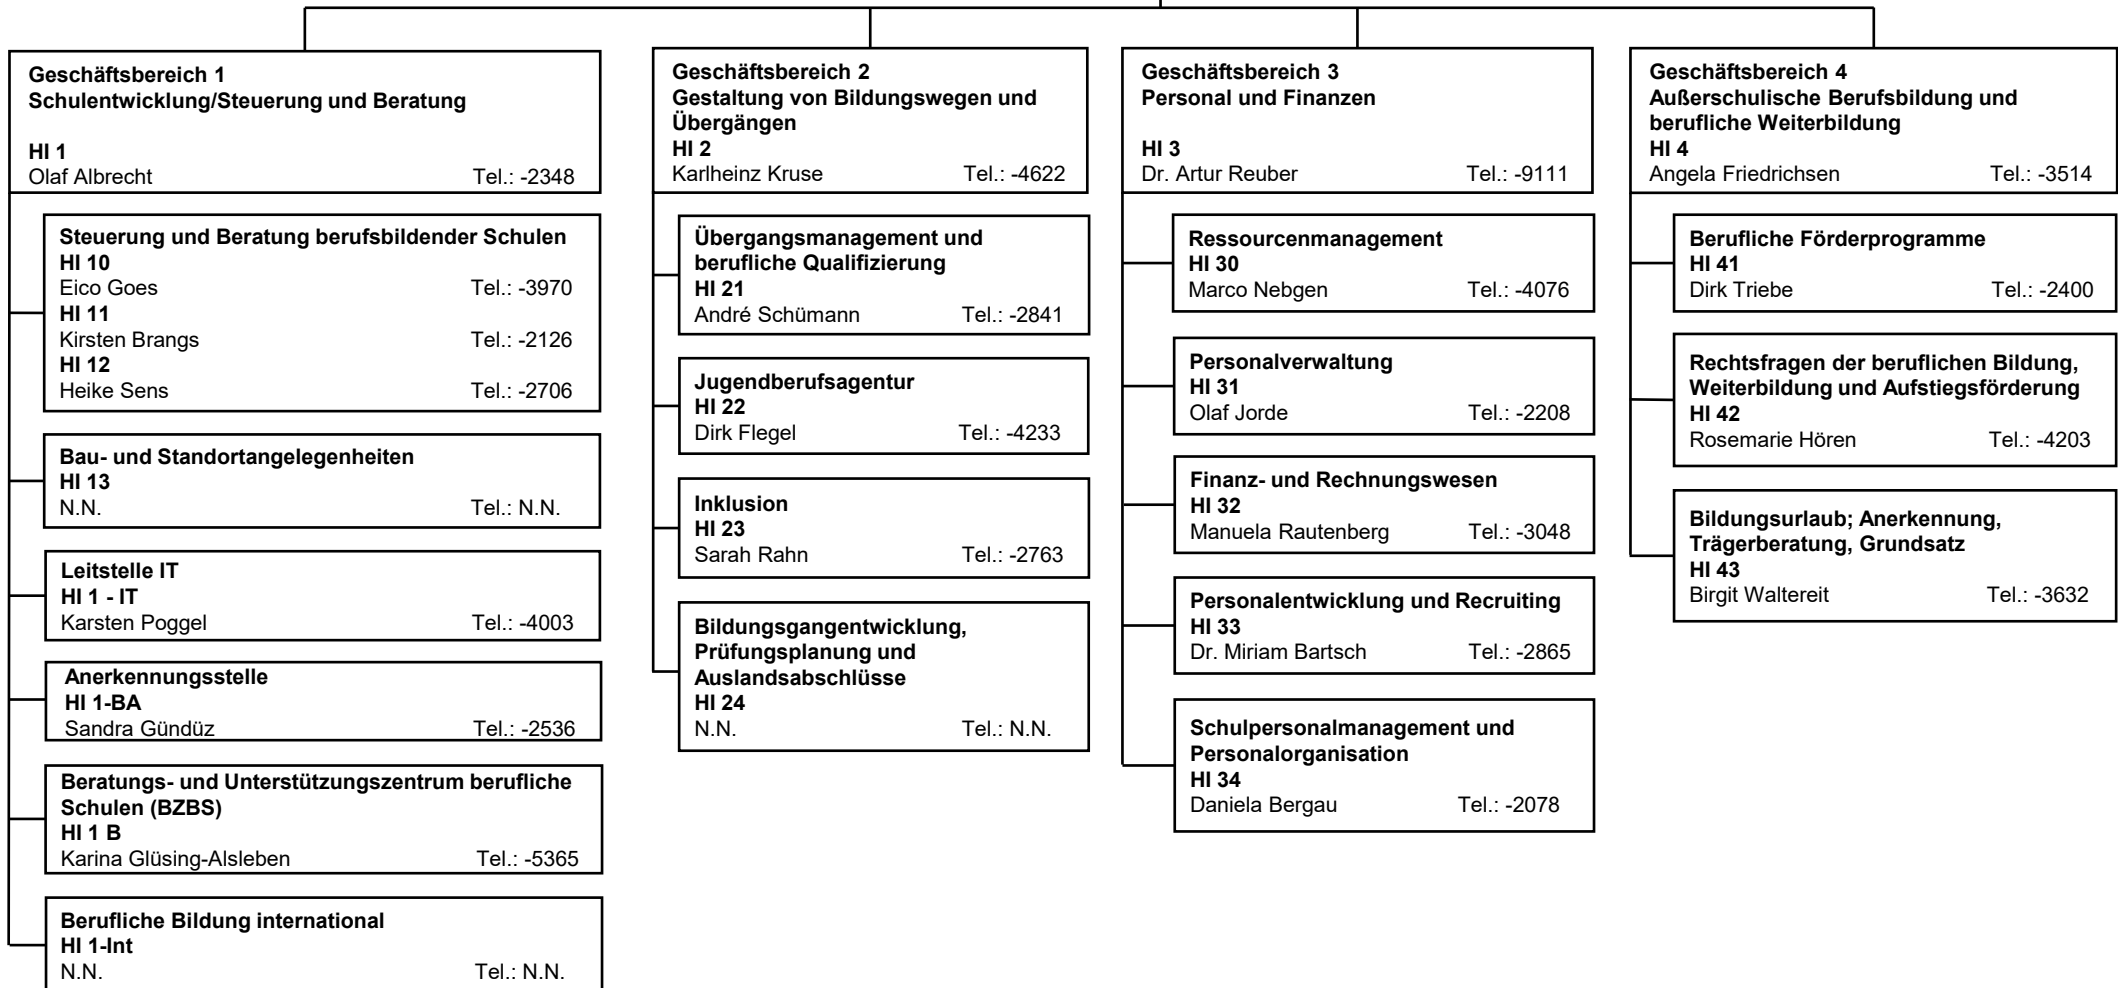 Geschäftsbereich 1
Schulentwicklung/Steuerung und Beratung
HI 1
Olaf Albrecht Tel.: -2348
Steuerung und Beratung berufsbildender Schulen
HI 10
Eico Goes Tel.: -3970
HI 11
Kirsten Brangs Tel.: -2126
HI 12
Heike Sens Tel.: -2706
Bau- und Standortangelegenheiten
HI 13
N.N. Tel.: N.N.
Leitstelle IT
HI 1 - IT
Karsten Poggel Tel.: -4003
Anerkennungsstelle
HI 1-BA
Sandra Gündüz Tel.: -2536
Beratungs- und Unterstützungszentrum berufliche
Schulen (BZBS)
HI 1 B
Karina Glüsing-Alsleben Tel.: -5365
Berufliche Bildung international
HI 1-Int
N.N. Tel.: N.N.
Geschäftsbereich 2
Gestaltung von Bildungswegen und
Übergängen
HI 2
Karlheinz Kruse Tel.: -4622
Übergangsmanagement und
berufliche Qualifizierung
HI 21
André Schümann Tel.: -2841
Jugendberufsagentur
HI 22
Dirk Flegel Tel.: -4233
Inklusion
HI 23
Sarah Rahn Tel.: -2763
Bildungsgangentwicklung,
Prüfungsplanung und
Auslandsabschlüsse
HI 24
N.N. Tel.: N.N.
Geschäftsbereich 3
Personal und Finanzen
HI 3
Dr. Artur Reuber Tel.: -9111
Ressourcenmanagement
HI 30
Marco Nebgen Tel.: -4076
Personalverwaltung
HI 31
Olaf Jorde Tel.: -2208
Finanz- und Rechnungswesen
HI 32
Manuela Rautenberg Tel.: -3048
Personalentwicklung und Recruiting
HI 33
Dr. Miriam Bartsch Tel.: -2865
Schulpersonalmanagement und
Personalorganisation
HI 34
Daniela Bergau Tel.: -2078
Geschäftsbereich 4
Außerschulische Berufsbildung und
berufliche Weiterbildung
HI 4
Angela Friedrichsen Tel.: -3514
Berufliche Förderprogramme
HI 41
Dirk Triebe Tel.: -2400
Rechtsfragen der beruflichen Bildung,
Weiterbildung und Aufstiegsförderung
HI 42
Rosemarie Hören Tel.: -4203
Bildungsurlaub; Anerkennung,
Trägerberatung, Grundsatz
HI 43
Birgit Waltereit Tel.: -3632